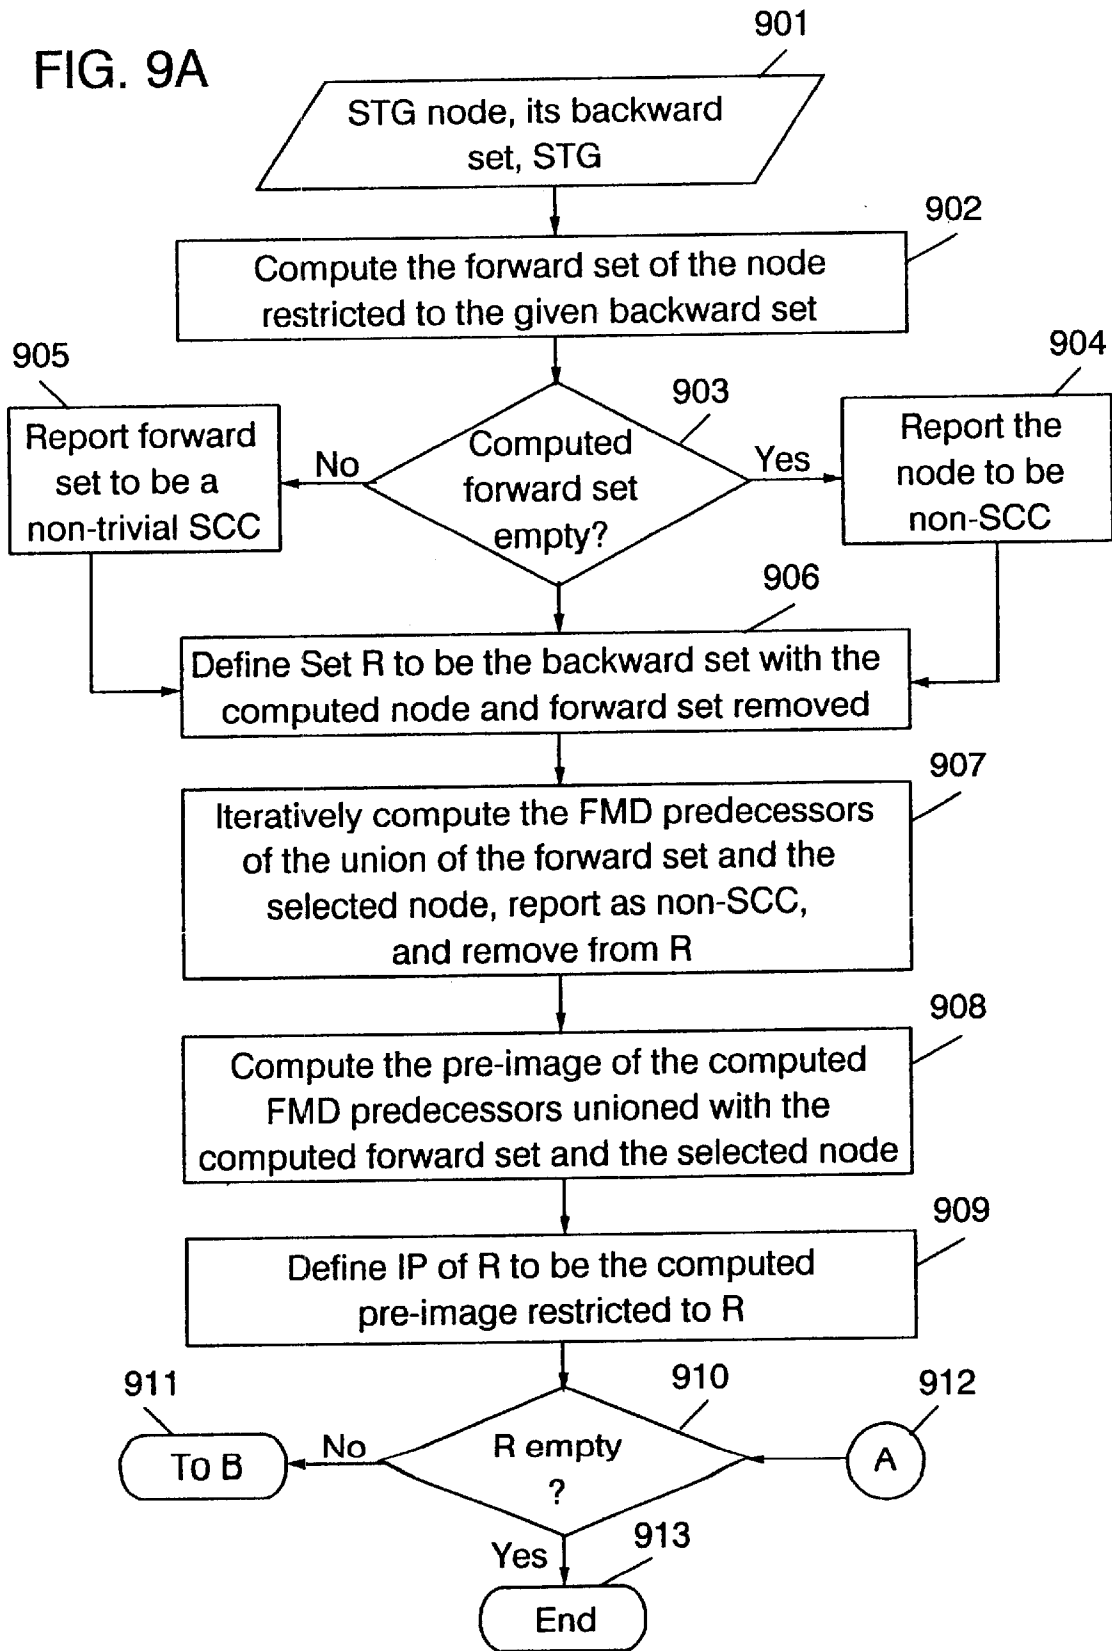 FIG. 9A
901
STG node, its backward
set, STG
902
Compute the forward set of the node
restricted to the given backward set
905
903
904
Report forward
set to be a
non-trivial SCC
No
Computed
forward set
empty?
Yes
Report the
node to be
non-SCC
906
Define Set R to be the backward set with the
computed node and forward set removed
907
Iteratively compute the FMD predecessors
of the union of the forward set and the
selected node, report as non-SCC,
and remove from R
908
Compute the pre-image of the computed
FMD predecessors unioned with the
computed forward set and the selected node
909
Define IP of R to be the computed
pre-image restricted to R
911
910
912
To B
No
R empty
?
A
Yes
913
End